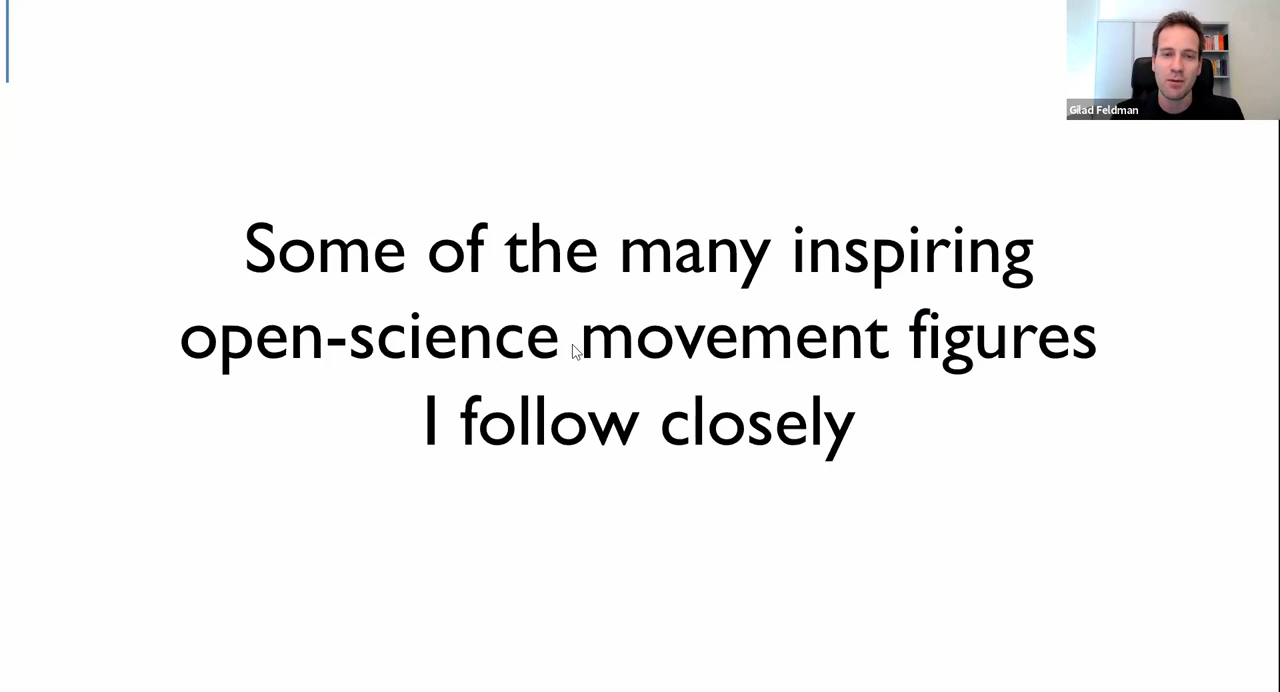 Gilad Feldman
Some of the many inspiring
open-science movement figures
I follow closely